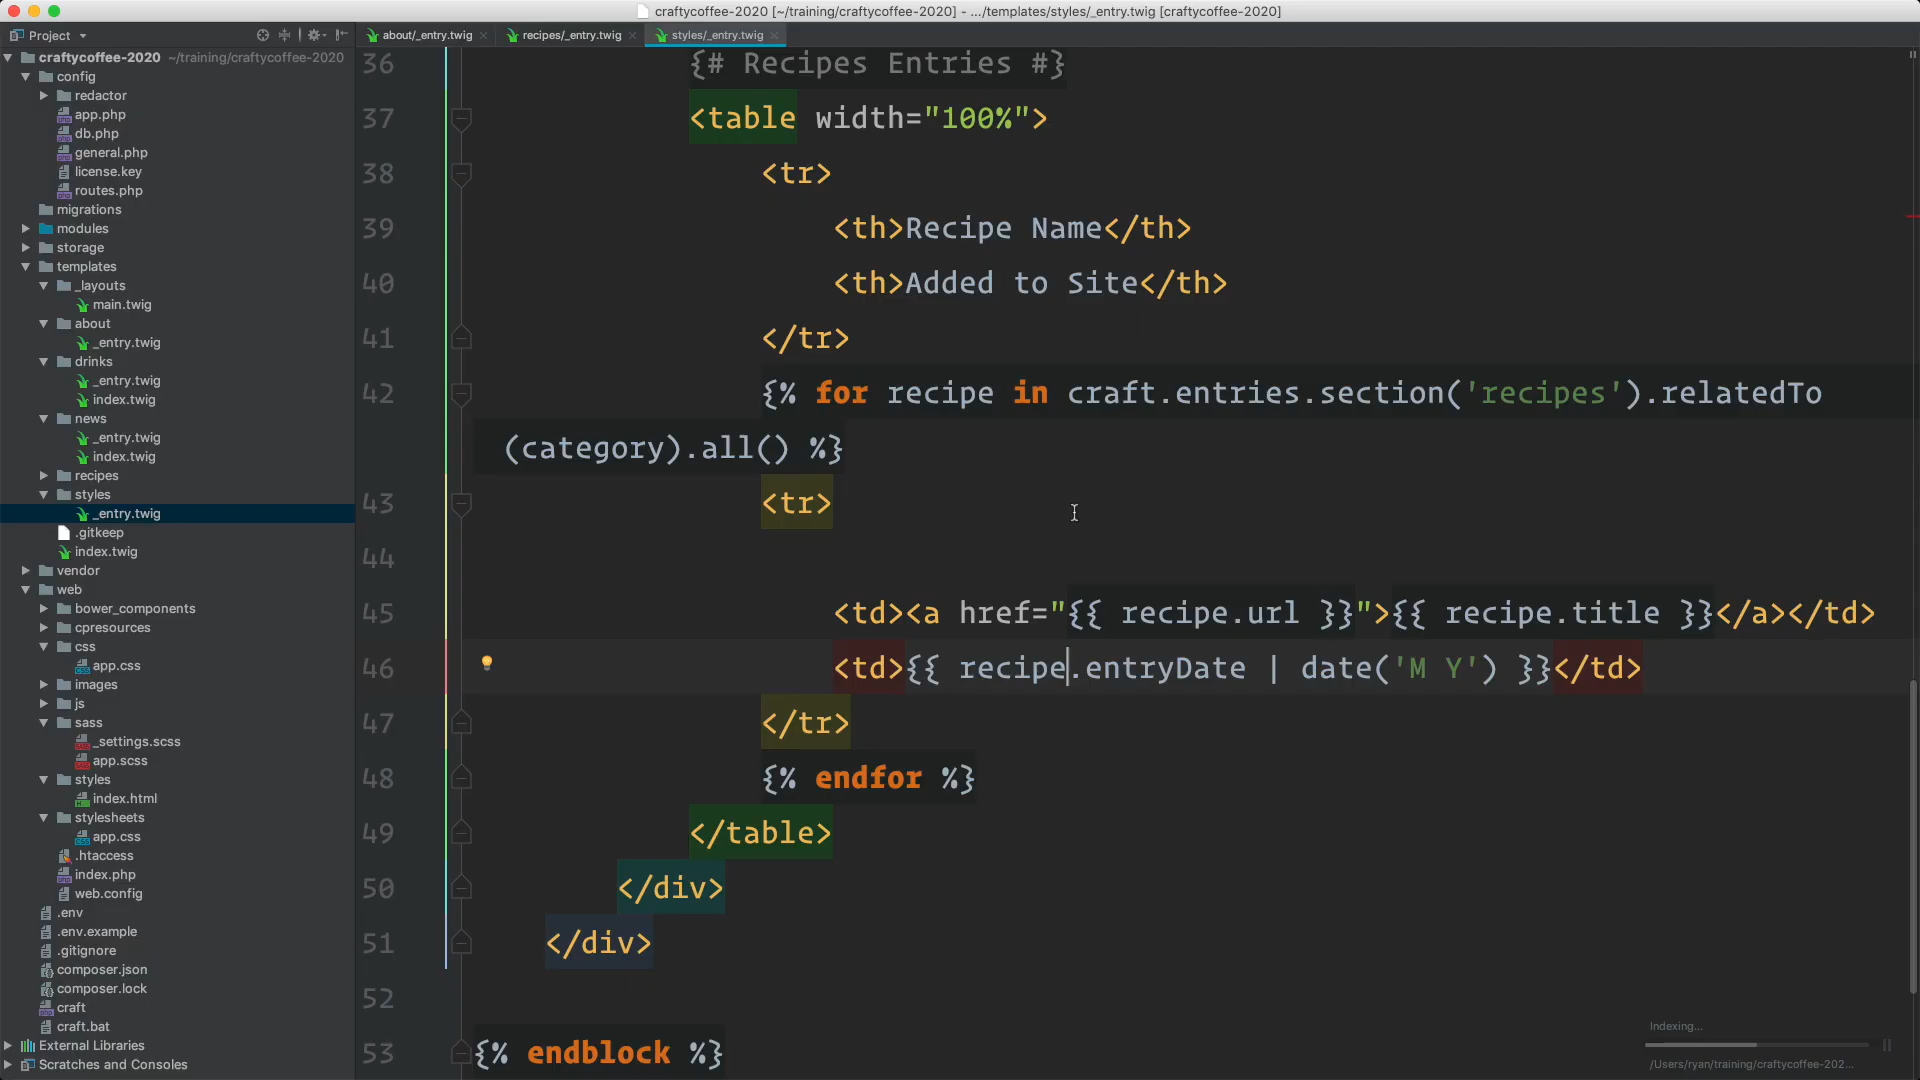 craftycoffee-2020 [~/training/craftycoffee-2020] - .../templates/styles/_entry.twig [craftycoffee-2020]
Project
about/_entry.twig
recipes/_entry.twig
styles/_entry.twig
craftycoffee-2020 ~/training/craftycoffee-2020
config
redactor
app.php
db.php
general.php
license.key
routes.php
migrations
modules
storage
templates
_layouts
main.twig
about
_entry.twig
drinks
_entry.twig
index.twig
news
_entry.twig
index.twig
recipes
styles
_entry.twig
.gitkeep
index.twig
vendor
web
bower_components
cpresources
css
app.css
images
js
sass
_settings.scss
app.scss
styles
index.html
stylesheets
app.css
.htaccess
index.php
web.config
.env
.env.example
.gitignore
composer.json
composer.lock
craft
craft.bat
External Libraries
Scratches and Consoles
36 {# Recipes Entries #}
37 <table width="100%">
38 <tr>
39 <th>Recipe Name</th>
40 <th>Added to Site</th>
41 </tr>
42 {% for recipe in craft.entries.section('recipes').relatedTo
(category).all() %}
43 <tr>
44
45 <td><a href="{{ recipe.url }}">{{ recipe.title }}</a></td>
46 <td>{{ recipe.entryDate | date('M Y') }}</td>
47 </tr>
48 {% endfor %}
49 </table>
50 </div>
51 </div>
52
53 {% endblock %}
Indexing...
/Users/ryan/training/craftycoffee-202...